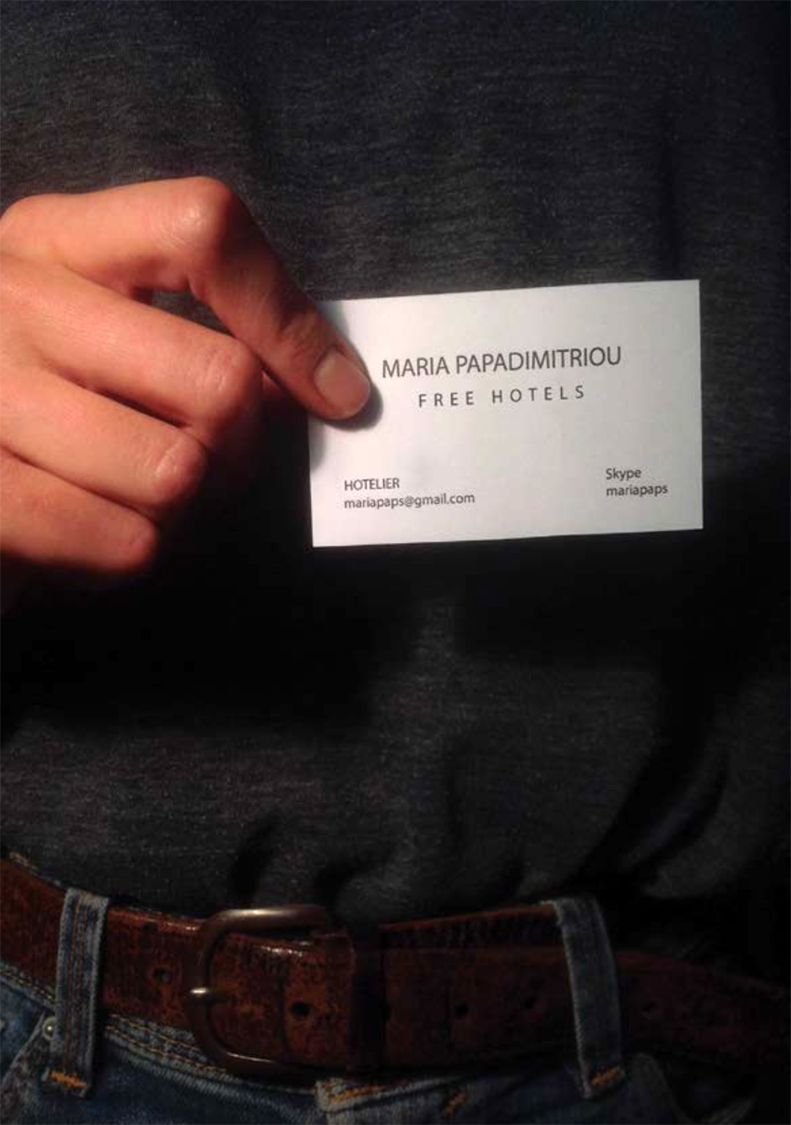 MARIA PAPADIMITRIOU
FREE HOTELS
HOTELIER
mariapaps@gmail.com
Skype
mariapaps